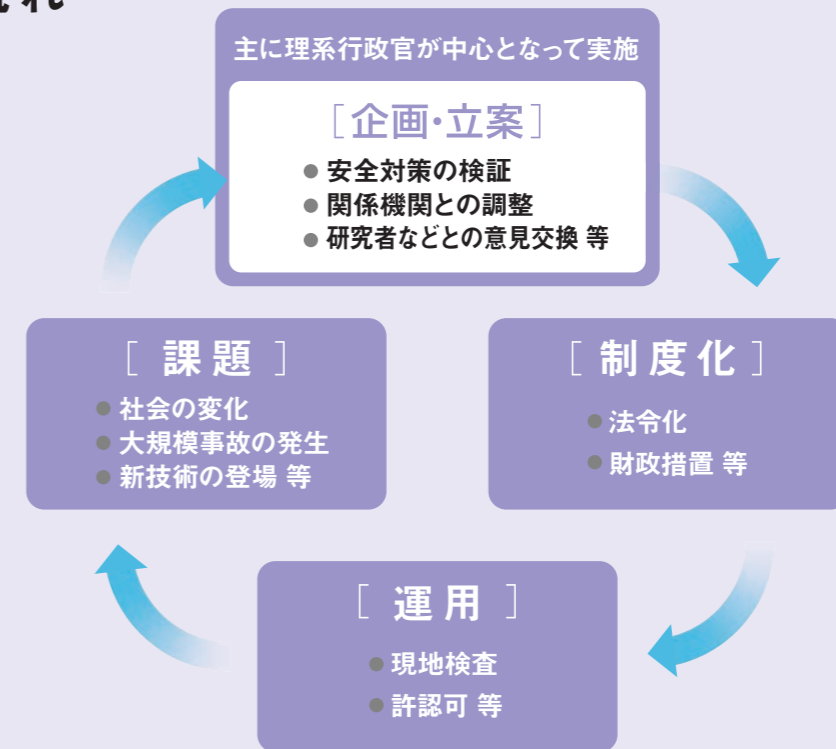 れ
主に理系行政官が中心となって実施
［企画・立案］
● 安全対策の検証
● 関係機関との調整
● 研究者などとの意見交換 等
［ 課題 ］
● 社会の変化
● 大規模事故の発生
● 新技術の登場 等
［ 制度化 ］
● 法令化
● 財政措置 等
［ 運用 ］
● 現地検査
● 許認可 等